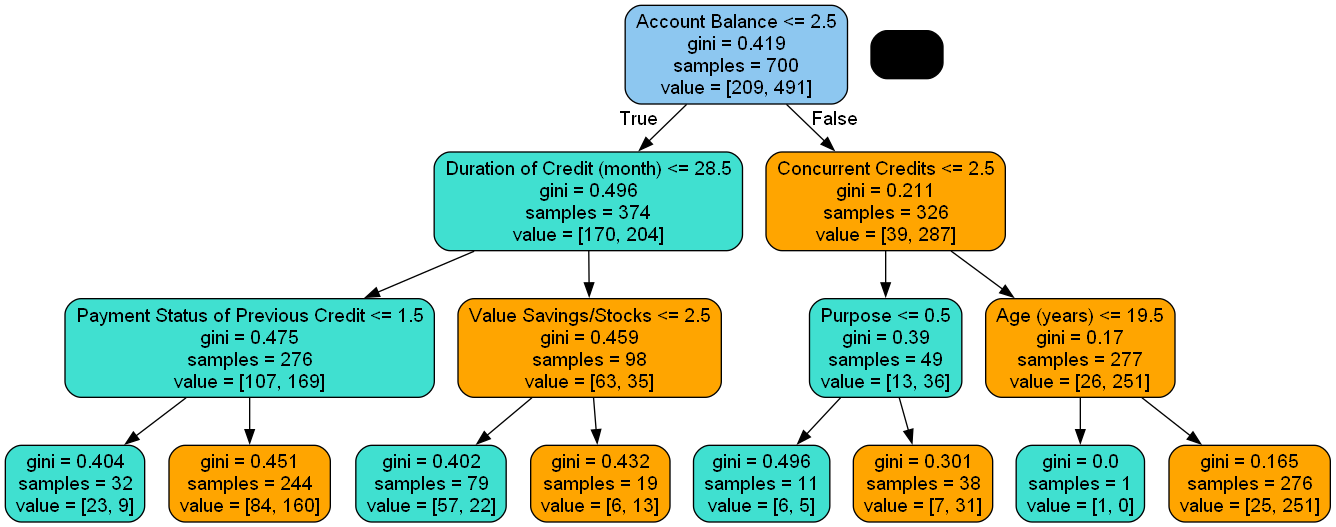 Account Balance <= 2.5
gini = 0.419
samples = 700
value = [209, 491]
True
False
Duration of Credit (month) <= 28.5
gini = 0.496
samples = 374
value = [170, 204]
Concurrent Credits <= 2.5
gini = 0.211
samples = 326
value = [39, 287]
Payment Status of Previous Credit <= 1.5
gini = 0.475
samples = 276
value = [107, 169]
Value Savings/Stocks <= 2.5
gini = 0.459
samples = 98
value = [63, 35]
Purpose <= 0.5
gini = 0.39
samples = 49
value = [13, 36]
Age (years) <= 19.5
gini = 0.17
samples = 277
value = [26, 251]
gini = 0.404
samples = 32
value = [23, 9]
gini = 0.451
samples = 244
value = [84, 160]
gini = 0.402
samples = 79
value = [57, 22]
gini = 0.432
samples = 19
value = [6, 13]
gini = 0.496
samples = 11
value = [6, 5]
gini = 0.301
samples = 38
value = [7, 31]
gini = 0.0
samples = 1
value = [1, 0]
gini = 0.165
samples = 276
value = [25, 251]